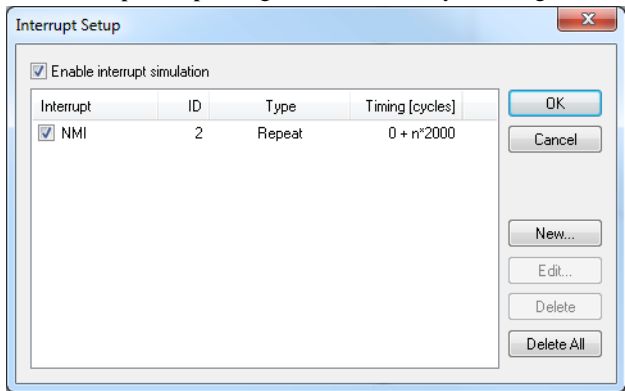 Interrupt Setup
Enable interrupt simulation
Interrupt ID Type Timing [cycles]
NMI 2 Repeat 0 + n*2000
OK
Cancel
New...
Edit...
Delete
Delete All